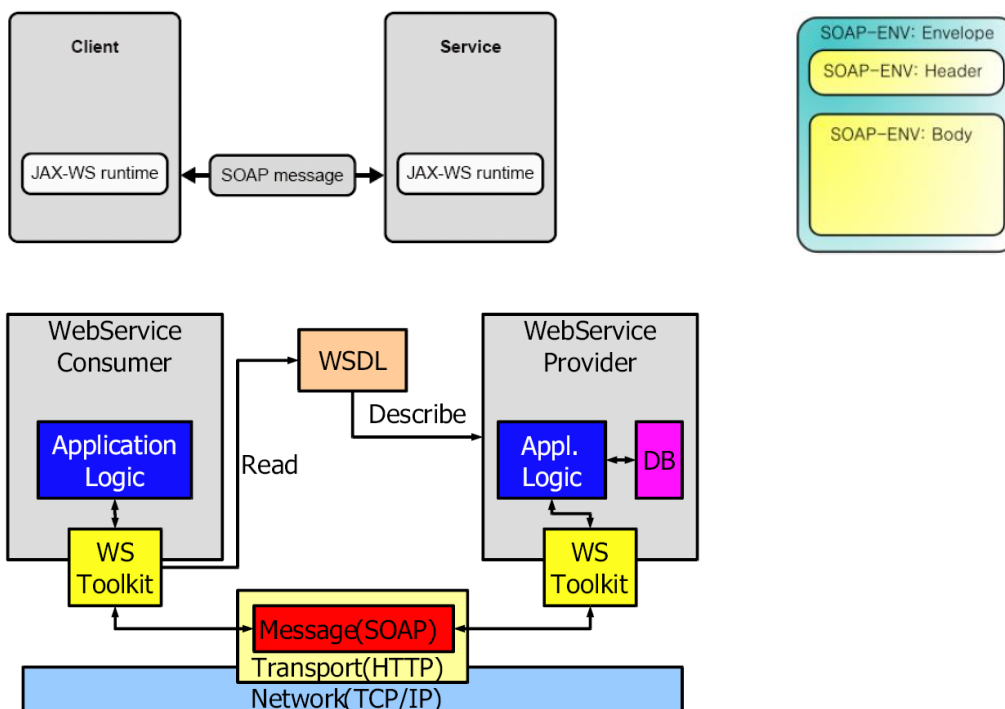 Client
Service
JAX-WS runtime
SOAP message
JAX-WS runtime
SOAP-ENV: Envelope
SOAP-ENV: Header
SOAP-ENV: Body
WebService
Consumer
WSDL
WebService
Provider
Describe
Application
Logic
Read
Appl.
Logic
DB
WS
Toolkit
WS
Toolkit
Message(SOAP)
Transport(HTTP)
Network(TCP/IP)